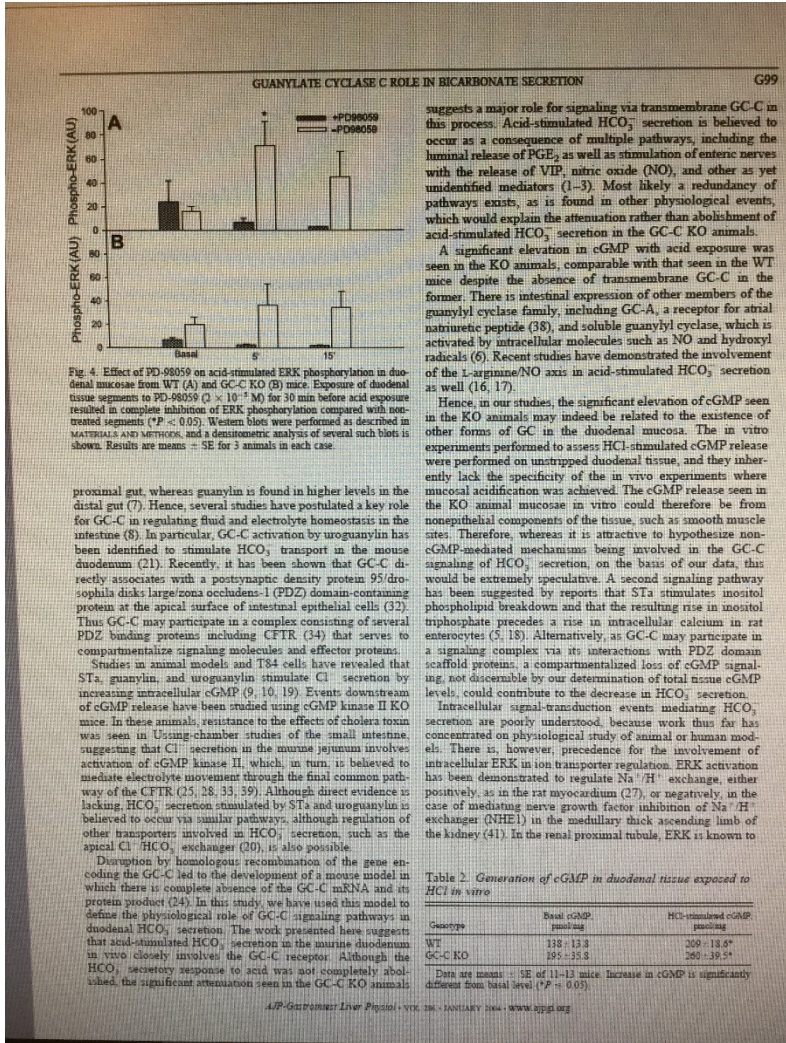 GUANYLATE CYCLASE C ROLE IN BICARBONATE SECRETION
G99
A
+PD98059
-PD98059
*
Phospho-ERK (AU)
100
80
60
40
20
0
B
Phospho-ERK (AU)
80
60
40
20
0
Basal 5' 15'
Fig. 4. Effect of PD-98059 on acid-stimulated ERK phosphorylation in duo-
denal mucosae from WT (A) and GC-C KO (B) mice. Exposure of duodenal
tissue segments to PD-98059 (2 × 10⁻⁵ M) for 30 min before acid exposure
resulted in complete inhibition of ERK phosphorylation compared with non-
treated segments (*P < 0.05). Western blots were performed as described in
MATERIALS AND METHODS, and a densitometric analysis of several such blots is
shown. Results are means ± SE for 3 animals in each case.
proximal gut, whereas guanylin is found in higher levels in the
distal gut (7). Hence, several studies have postulated a key role
for GC-C in regulating fluid and electrolyte homeostasis in the
intestine (8). In particular, GC-C activation by uroguanylin has
been identified to stimulate HCO₃⁻ transport in the mouse
duodenum (21). Recently, it has been shown that GC-C di-
rectly associates with a postsynaptic density protein 95/dro-
sophila disks large/zona occludens-1 (PDZ) domain-containing
protein at the apical surface of intestinal epithelial cells (32).
Thus GC-C may participate in a complex consisting of several
PDZ binding proteins including CFTR (34) that serves to
compartmentalize signaling molecules and effector proteins.
Studies in animal models and T84 cells have revealed that
STa, guanylin, and uroguanylin stimulate Cl⁻ secretion by
increasing intracellular cGMP (9, 10, 19). Events downstream
of cGMP release have been studied using cGMP kinase II KO
mice. In these animals, resistance to the effects of cholera toxin
was seen in Ussing-chamber studies of the small intestine,
suggesting that Cl⁻ secretion in the murine jejunum involves
activation of cGMP kinase II, which, in turn, is believed to
mediate electrolyte movement through the final common path-
way of the CFTR (25, 28, 33, 39). Although direct evidence is
lacking, HCO₃⁻ secretion stimulated by STa and uroguanylin is
believed to occur via similar pathways, although regulation of
other transporters involved in HCO₃⁻ secretion, such as the
apical Cl⁻/HCO₃⁻ exchanger (20), is also possible.
Disruption by homologous recombination of the gene en-
coding the GC-C led to the development of a mouse model in
which there is complete absence of the GC-C mRNA and its
protein product (24). In this study, we have used this model to
define the physiological role of GC-C signaling pathways in
duodenal HCO₃⁻ secretion. The work presented here suggests
that acid-stimulated HCO₃⁻ secretion in the murine duodenum
in vivo closely involves the GC-C receptor. Although the
HCO₃⁻ secretory response to acid was not completely abol-
ished, the significant attenuation seen in the GC-C KO animals
suggests a major role for signaling via transmembrane GC-C in
this process. Acid-stimulated HCO₃⁻ secretion is believed to
occur as a consequence of multiple pathways, including the
luminal release of PGE₂ as well as stimulation of enteric nerves
with the release of VIP, nitric oxide (NO), and other as yet
unidentified mediators (1–3). Most likely a redundancy of
pathways exists, as is found in other physiological events,
which would explain the attenuation rather than abolishment of
acid-stimulated HCO₃⁻ secretion in the GC-C KO animals.
A significant elevation in cGMP with acid exposure was
seen in the KO animals, comparable with that seen in the WT
mice despite the absence of transmembrane GC-C in the
former. There is intestinal expression of other members of the
guanylyl cyclase family, including GC-A, a receptor for atrial
natriuretic peptide (38), and soluble guanylyl cyclase, which is
activated by intracellular molecules such as NO and hydroxyl
radicals (6). Recent studies have demonstrated the involvement
of the L-arginine/NO axis in acid-stimulated HCO₃⁻ secretion
as well (16, 17).
Hence, in our studies, the significant elevation of cGMP seen
in the KO animals may indeed be related to the existence of
other forms of GC in the duodenal mucosa. The in vitro
experiments performed to assess HCl-stimulated cGMP release
were performed on unstripped duodenal tissue, and they inher-
ently lack the specificity of the in vivo experiments where
mucosal acidification was achieved. The cGMP release seen in
the KO animal mucosae in vitro could therefore be from
nonepithelial components of the tissue, such as smooth muscle
sites. Therefore, whereas it is attractive to hypothesize non-
cGMP-mediated mechanisms being involved in the GC-C
signaling of HCO₃⁻ secretion, on the basis of our data, this
would be extremely speculative. A second signaling pathway
has been suggested by reports that STa stimulates inositol
phospholipid breakdown and that the resulting rise in inositol
triphosphate precedes a rise in intracellular calcium in rat
enterocytes (5, 18). Alternatively, as GC-C may participate in
a signaling complex via its interactions with PDZ domain
scaffold proteins, a compartmentalized loss of cGMP signal-
ing, not discernible by our determination of total tissue cGMP
levels, could contribute to the decrease in HCO₃⁻ secretion.
Intracellular signal-transduction events mediating HCO₃⁻
secretion are poorly understood, because work thus far has
concentrated on physiological study of animal or human mod-
els. There is, however, precedence for the involvement of
intracellular ERK in ion transporter regulation. ERK activation
has been demonstrated to regulate Na⁺/H⁺ exchange, either
positively, as in the rat myocardium (27), or negatively, in the
case of mediating nerve growth factor inhibition of Na⁺/H⁺
exchanger (NHE1) in the medullary thick ascending limb of
the kidney (41). In the renal proximal tubule, ERK is known to
Table 2. Generation of cGMP in duodenal tissue exposed to
HCl in vitro
Genotype Basal cGMP, pmol/mg HCl-stimulated cGMP, pmol/mg
WT 138 ± 13.8 209 ± 18.6*
GC-C KO 195 ± 35.8 260 ± 39.5*
Data are means ± SE of 11–13 mice. Increase in cGMP is significantly
different from basal level (*P < 0.05).
AJP-Gastrointest Liver Physiol • VOL 286 • JANUARY 2004 • www.ajpgi.org